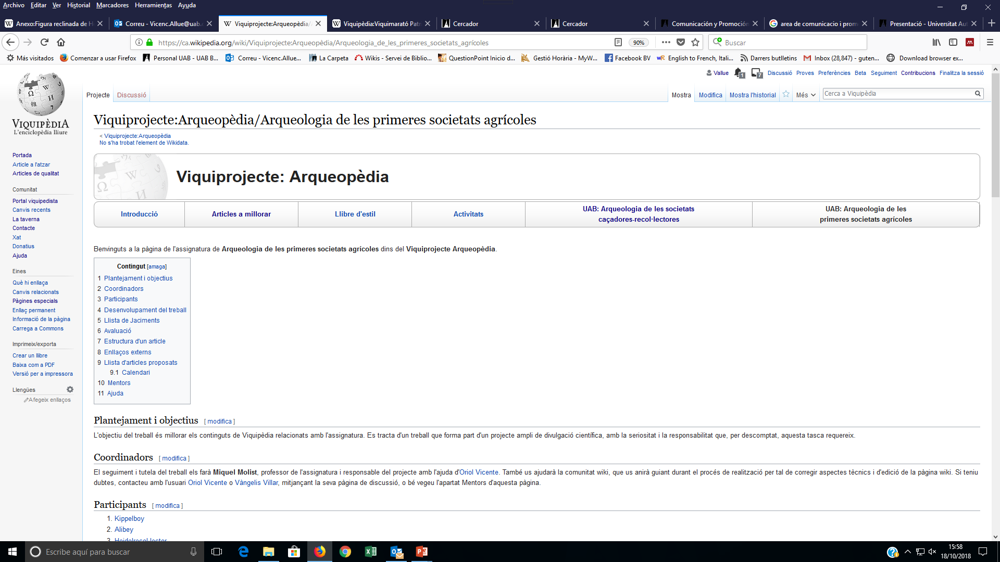 Archivo Editar Ver Historial Marcadores Herramientas Ayuda
Anexo:Figura reclinada de H
Correu - Vicenc.Allue@uab.
Viquiprojecte:Arqueopèdia/
Viquipèdia:Viquimarató Patr
Cercador
Cercador
Comunicación y Promoción
area de comunicacio i prom
Presentació - Universitat Aut
https://ca.wikipedia.org/wiki/Viquiprojecte:Arqueopèdia/Arqueologia_de_les_primeres_societats_agrícoles
90%
Buscar
Más visitados Comenzar a usar Firefox Personal UAB - UAB B... Correu - Vicenc.Allue... La Carpeta Wikis - Servei de Biblio... QuestionPoint Inicio d... Gestió Horària - MyW... Facebook BV English to French, Itali... Darrers butlletins Inbox (28,847) - guten... Download browser ex...
Vallue 1 7 Discussió Proves Preferències Beta Seguiment Contribucions Finalitza la sessió
Projecte Discussió Mostra Modifica Mostra l'historial Més Cerca a Viquipèdia
VIQUIPÈDIA
L'enciclopèdia lliure
Portada
Article a l'atzar
Articles de qualitat
Comunitat
Portal viquipedista
Canvis recents
La taverna
Contacte
Xat
Donatius
Ajuda
Eines
Què hi enllaça
Canvis relacionats
Pàgines especials
Enllaç permanent
Informació de la pàgina
Carrega a Commons
Imprimeix/exporta
Crear un llibre
Baixa com a PDF
Versió per a impressora
Llengües
Afegeix enllaços
Viquiprojecte:Arqueopèdia/Arqueologia de les primeres societats agrícoles
< Viquiprojecte:Arqueopèdia
No s'ha trobat l'element de Wikidata.
Viquiprojecte: Arqueopèdia
Introducció
Articles a millorar
Llibre d'estil
Activitats
UAB: Arqueologia de les societats
caçadores-recol·lectores
UAB: Arqueologia de les
primeres societats agrícoles
Benvinguts a la pàgina de l'assignatura de Arqueologia de les primeres societats agrícoles dins del Viquiprojecte Arqueopèdia.
Contingut [amaga]
1 Plantejament i objectius
2 Coordinadors
3 Participants
4 Desenvolupament del treball
5 Llista de Jaciments
6 Avaluació
7 Estructura d'un article
8 Enllaços externs
9 Llista d'articles proposats
9.1 Calendari
10 Mentors
11 Ajuda
Plantejament i objectius [ modifica ]
L'objectiu del treball és millorar els continguts de Viquipèdia relacionats amb l'assignatura. Es tracta d'un treball que forma part d'un projecte ampli de divulgació científica, amb la seriositat i la responsabilitat que, per descomptat, aquesta tasca requereix.
Coordinadors [ modifica ]
El seguiment i tutela del treball els farà Miquel Molist, professor de l'assignatura i responsable del projecte amb l'ajuda d'Oriol Vicente. També us ajudarà la comunitat wiki, que us anirà guiant durant el procés de realització per tal de corregir aspectes tècnics i d'edició de la pàgina wiki. Si teniu
dubtes, contacteu amb l'usuari Oriol Vicente o Vàngelis Villar, mitjançant la seva pàgina de discussió, o bé vegeu l'apartat Mentors d'aquesta pàgina.
Participants [ modifica ]
1. Kippelboy
2. Alibey
3. Heidelrecol·lector
Escribe aquí para buscar
15:58
18/10/2018